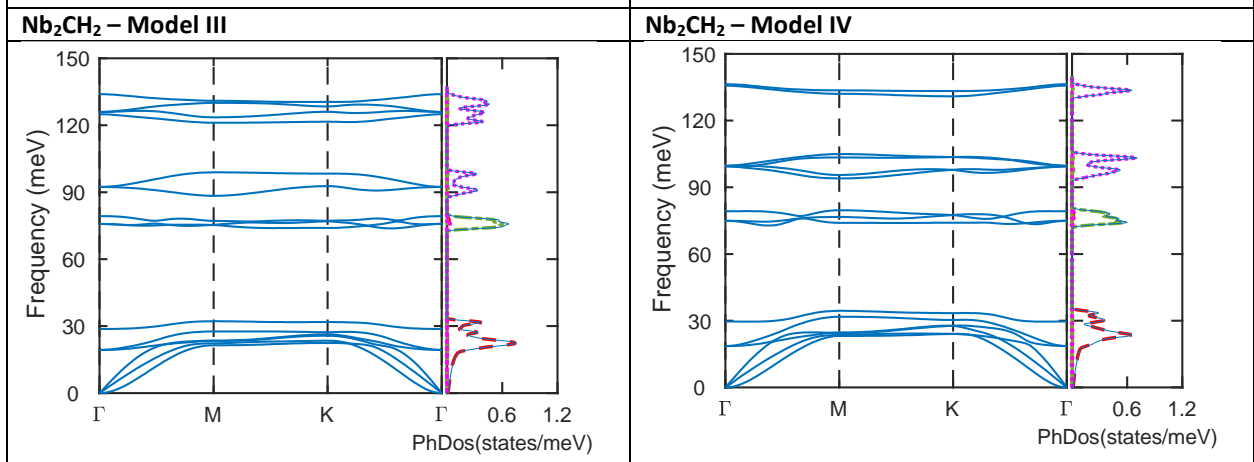 Nb₂CH₂ – Model III
Nb₂CH₂ – Model IV
150
120
90
60
30
0
Frequency (meV)
Γ
M
K
Γ
0.6
1.2
PhDos(states/meV)
150
120
90
60
30
0
Frequency (meV)
Γ
M
K
Γ
0.6
1.2
PhDos(states/meV)